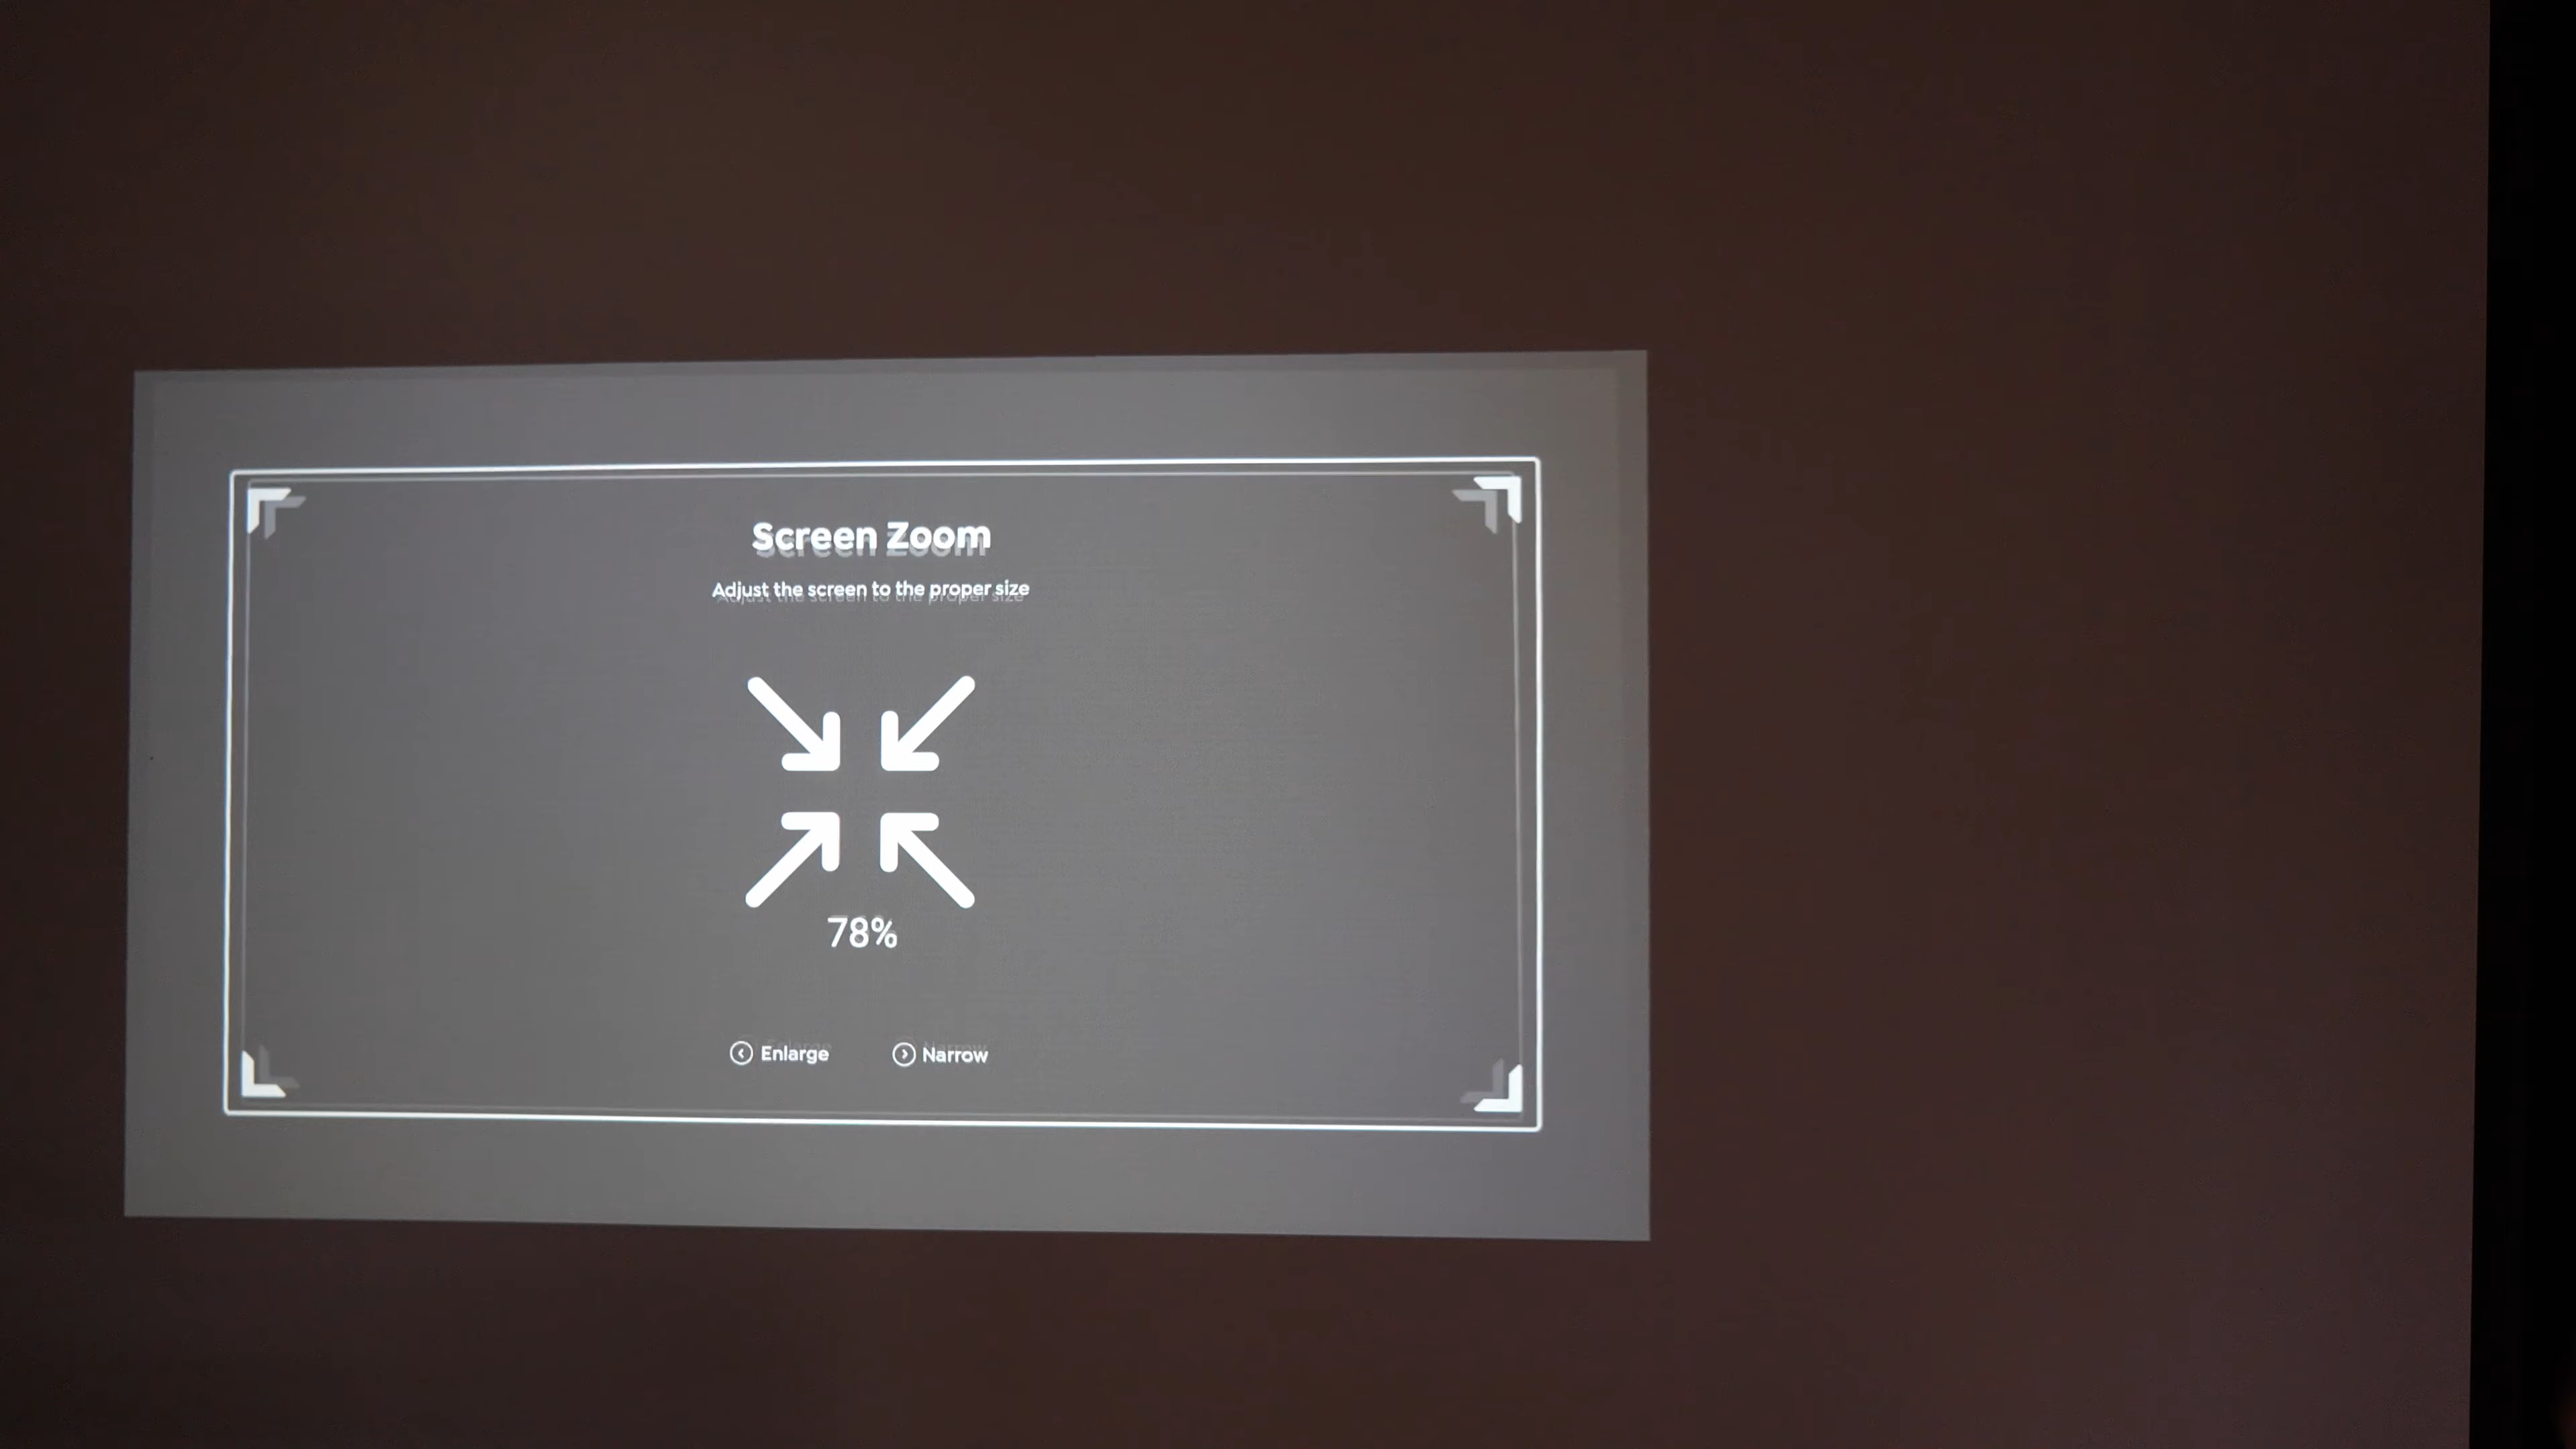 Screen Zoom
Adjust the screen to the proper size
78%
Enlarge
Narrow